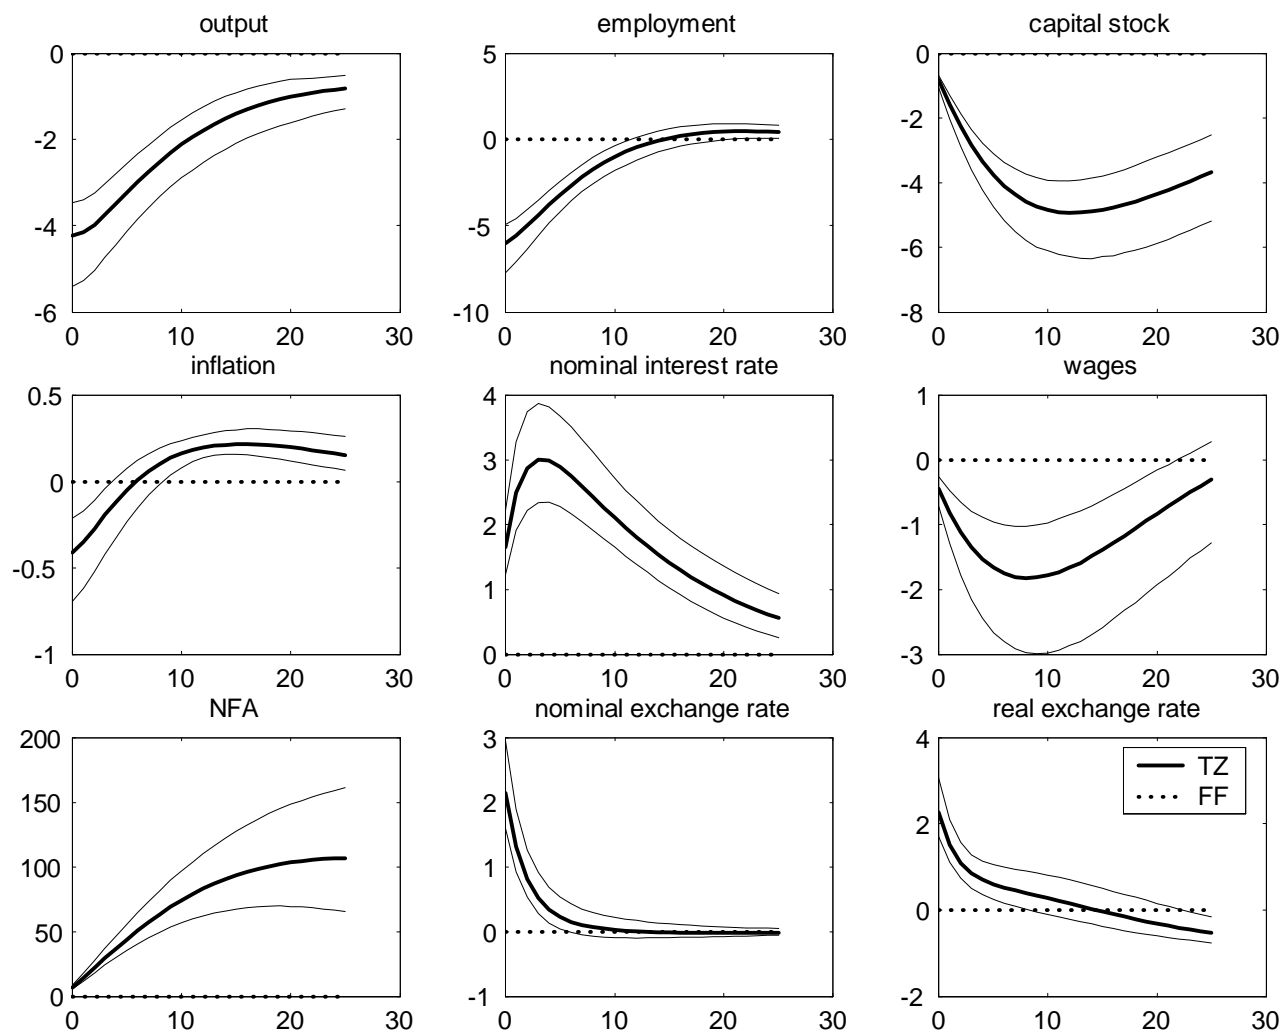 output employment capital stock
0 5 0
-2 0 -2
-4 -5 -4
-6
-6 -10 -8
0 10 20 30 0 10 20 30 0 10 20 30
inflation nominal interest rate wages
0.5 4 1
3 0
0 2 -1
-0.5 1 -2
-1 0 -3
0 10 20 30 0 10 20 30 0 10 20 30
NFA nominal exchange rate real exchange rate
200 3 4
TZ
FF
150 2 2
100 1
50 0 0
0 -1 -2
0 10 20 30 0 10 20 30 0 10 20 30